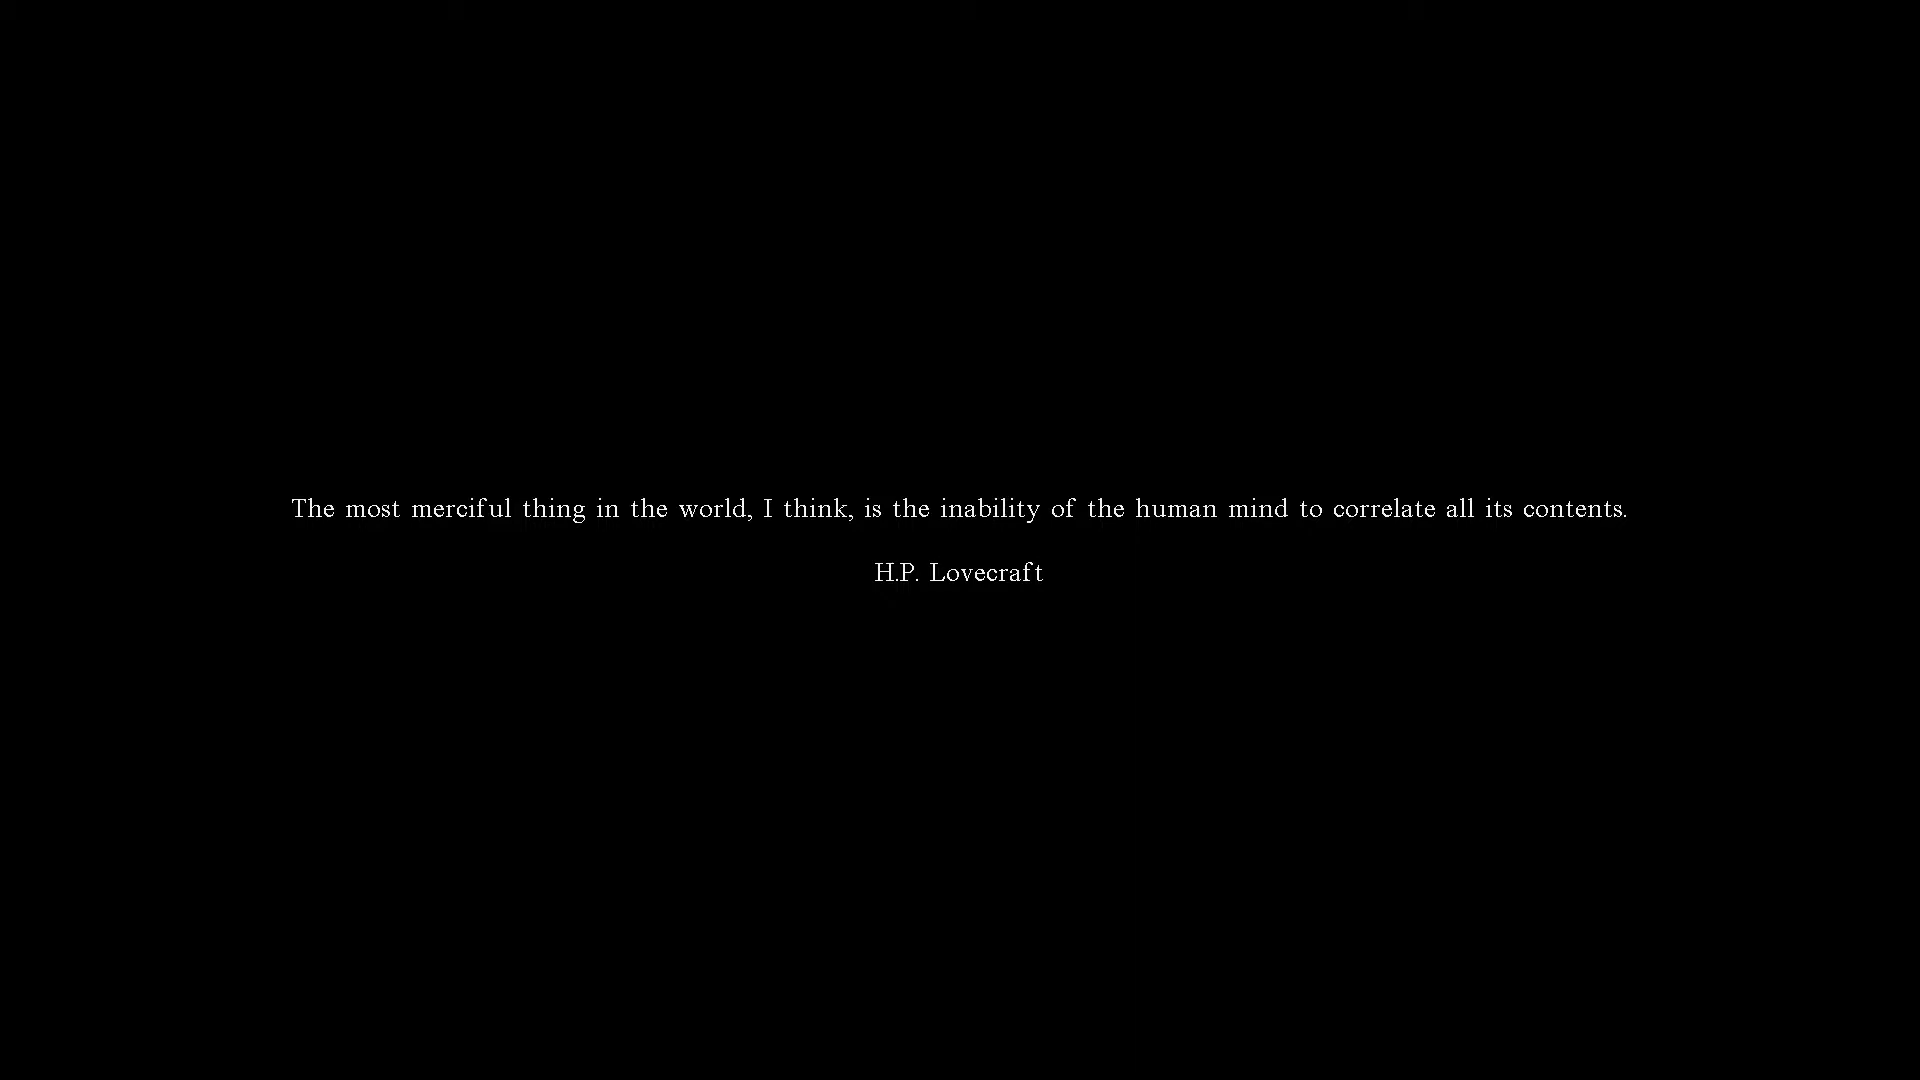 The most merciful thing in the world, I think, is the inability of the human mind to correlate all its contents.
H.P. Lovecraft